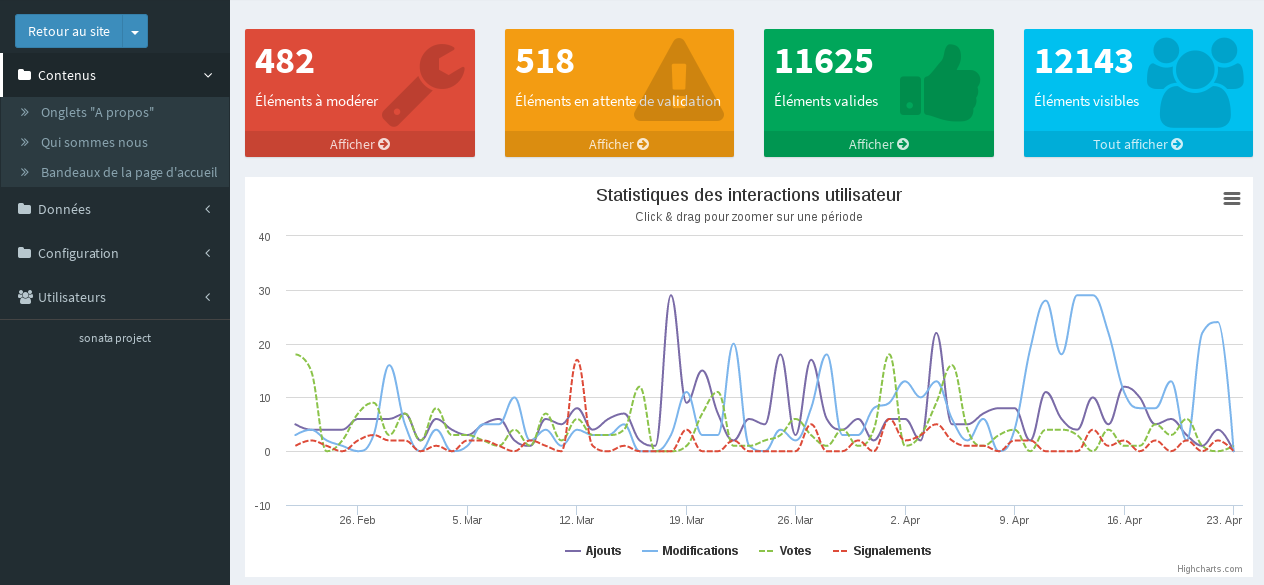 Retour au site
Contenus
Onglets "A propos"
Qui sommes nous
Bandeaux de la page d'accueil
Données
Configuration
Utilisateurs
sonata project
482
Éléments à modérer
Afficher
518
Éléments en attente de validation
Afficher
11625
Éléments valides
Afficher
12143
Éléments visibles
Tout afficher
Statistiques des interactions utilisateur
Click & drag pour zoomer sur une période
40
30
20
10
0
-10
26. Feb 5. Mar 12. Mar 19. Mar 26. Mar 2. Apr 9. Apr 16. Apr 23. Apr
Ajouts Modifications Votes Signalements
Highcharts.com